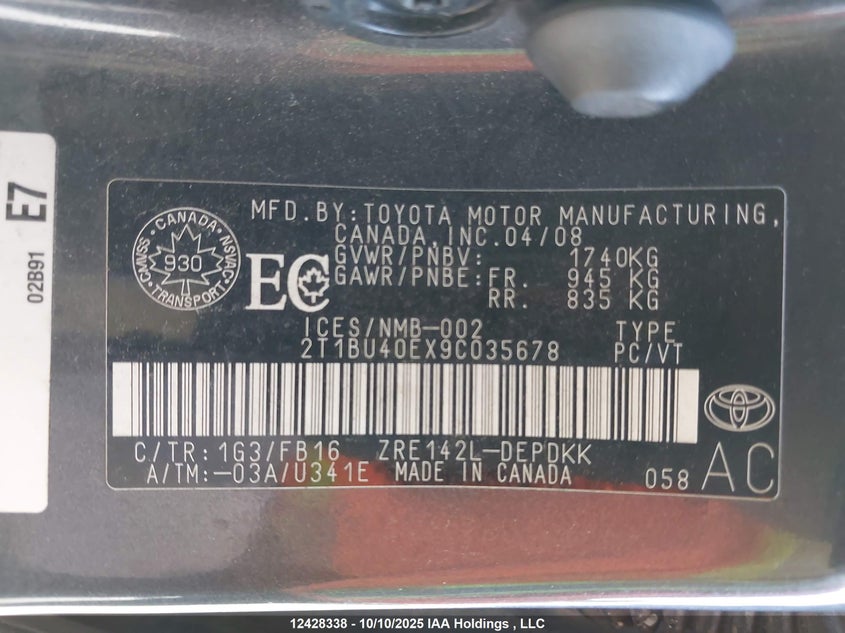 E7
02B91
CANADA
CMVSS
930
NSVAC
TRANSPORT
EC
MFD.BY:TOYOTA MOTOR MANUFACTURING,
CANADA,INC.04/08
GVWR/PNBV: 1740KG
GAWR/PNBE:FR. 945 KG
RR. 835 KG
ICES/NMB-002 TYPE
2T1BU40EX9C035678 PC/VT
C/TR:1G3/FB16 ZRE142L-DEPDKK
A/TM:-03A/U341E MADE IN CANADA 058 AC
12428338 - 10/10/2025 IAA Holdings , LLC